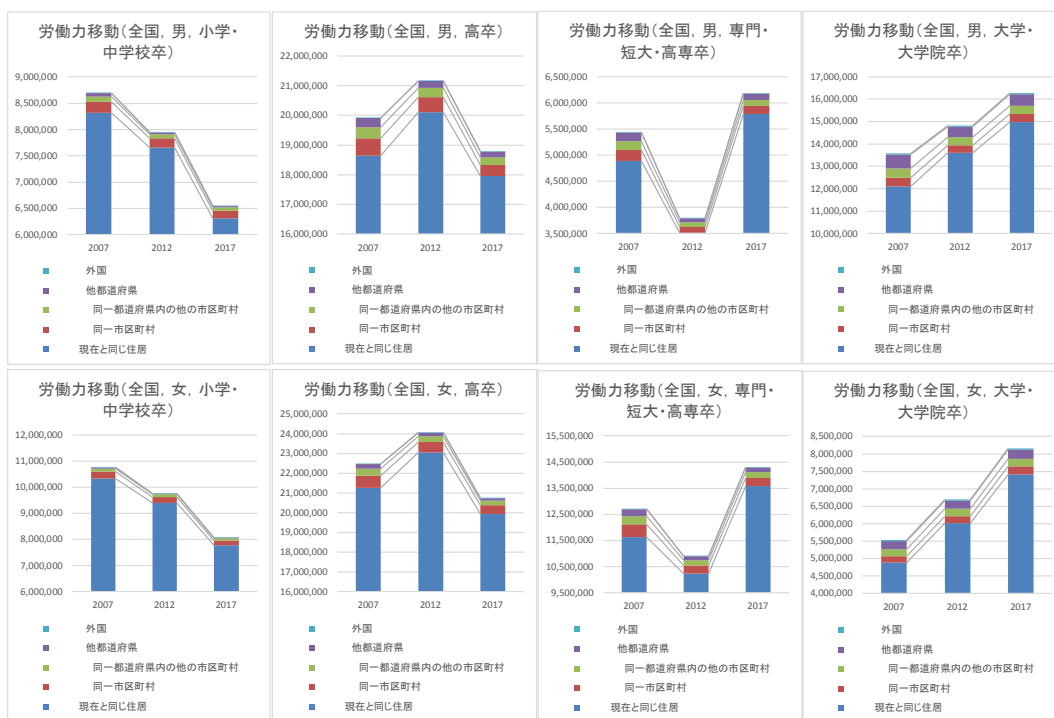 労働力移動(全国, 男, 小学・
中学校卒)
9,000,000
8,500,000
8,000,000
7,500,000
7,000,000
6,500,000
6,000,000
2007 2012 2017
外国
他都道府県
同一都道府県内の他の市区町村
同一市区町村
現在と同じ住居
労働力移動(全国, 男, 高卒)
22,000,000
21,000,000
20,000,000
19,000,000
18,000,000
17,000,000
16,000,000
2007 2012 2017
外国
他都道府県
同一都道府県内の他の市区町村
同一市区町村
現在と同じ住居
労働力移動(全国, 男, 専門・
短大・高専卒)
6,500,000
6,000,000
5,500,000
5,000,000
4,500,000
4,000,000
3,500,000
2007 2012 2017
外国
他都道府県
同一都道府県内の他の市区町村
同一市区町村
現在と同じ住居
労働力移動(全国, 男, 大学・
大学院卒)
17,000,000
16,000,000
15,000,000
14,000,000
13,000,000
12,000,000
11,000,000
10,000,000
2007 2012 2017
外国
他都道府県
同一都道府県内の他の市区町村
同一市区町村
現在と同じ住居
労働力移動(全国, 女, 小学・
中学校卒)
12,000,000
11,000,000
10,000,000
9,000,000
8,000,000
7,000,000
6,000,000
2007 2012 2017
外国
他都道府県
同一都道府県内の他の市区町村
同一市区町村
現在と同じ住居
労働力移動(全国, 女, 高卒)
25,000,000
24,000,000
23,000,000
22,000,000
21,000,000
20,000,000
19,000,000
18,000,000
17,000,000
16,000,000
2007 2012 2017
外国
他都道府県
同一都道府県内の他の市区町村
同一市区町村
現在と同じ住居
労働力移動(全国, 女, 専門・
短大・高専卒)
15,500,000
14,500,000
13,500,000
12,500,000
11,500,000
10,500,000
9,500,000
2007 2012 2017
外国
他都道府県
同一都道府県内の他の市区町村
同一市区町村
現在と同じ住居
労働力移動(全国, 女, 大学・
大学院卒)
8,500,000
8,000,000
7,500,000
7,000,000
6,500,000
6,000,000
5,500,000
5,000,000
4,500,000
4,000,000
2007 2012 2017
外国
他都道府県
同一都道府県内の他の市区町村
同一市区町村
現在と同じ住居